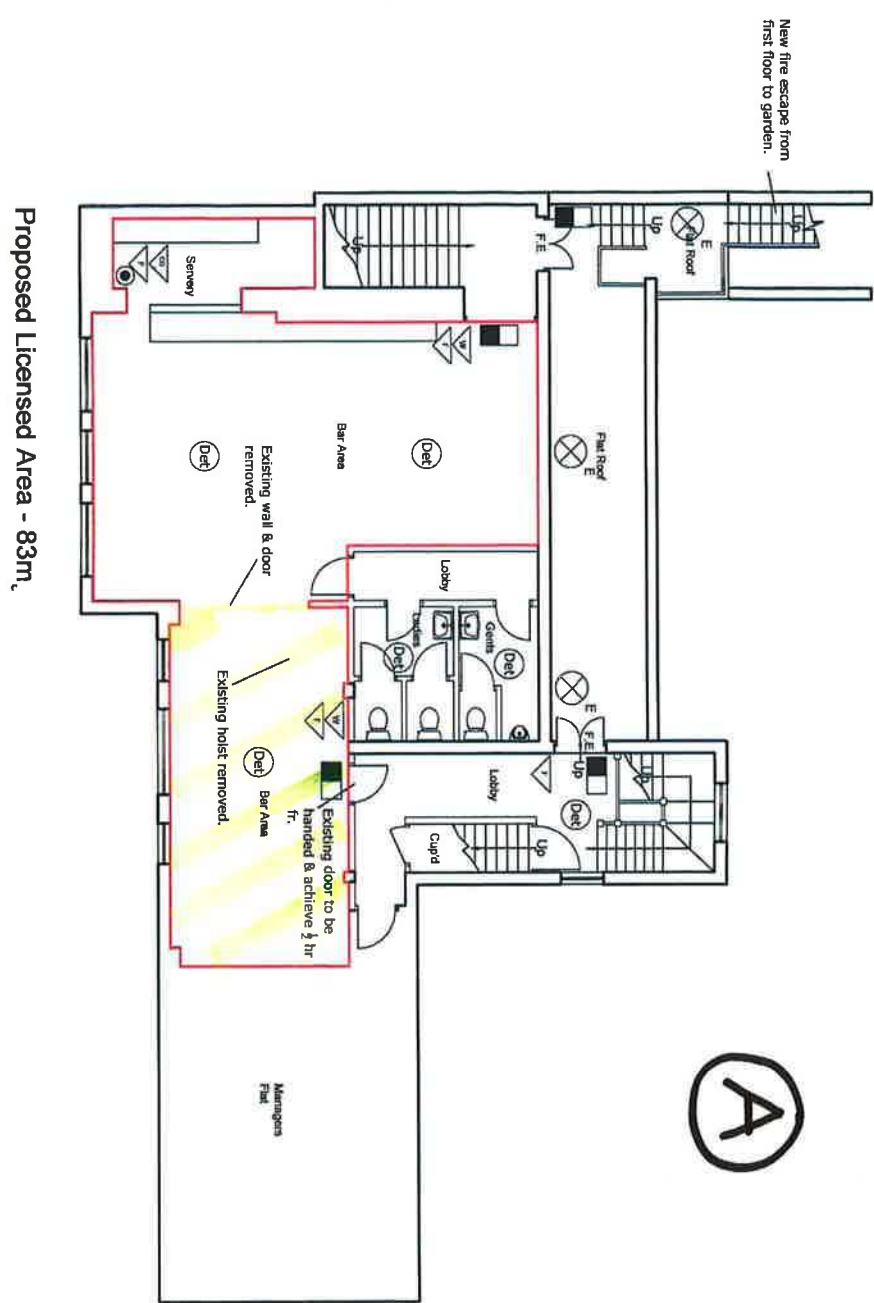 New fire escape from
first floor to garden.
Up
E
Flat Roof
Up
F.E.
Up
Servery
CO
F
W
F
Flat Roof
E
Bar Area
Det
Det
Existing wall & door
removed.
Lobby
Ladies
Gents
Det
Det
E
F.E.
Up
Up
Existing hoist removed.
W
F
Det
Bar Area
Lobby
F
Det
Cup'd
Up
Existing door to be
handed & achieve ½ hr
fr.
Managers
Flat
A
Proposed Licensed Area - 83m,